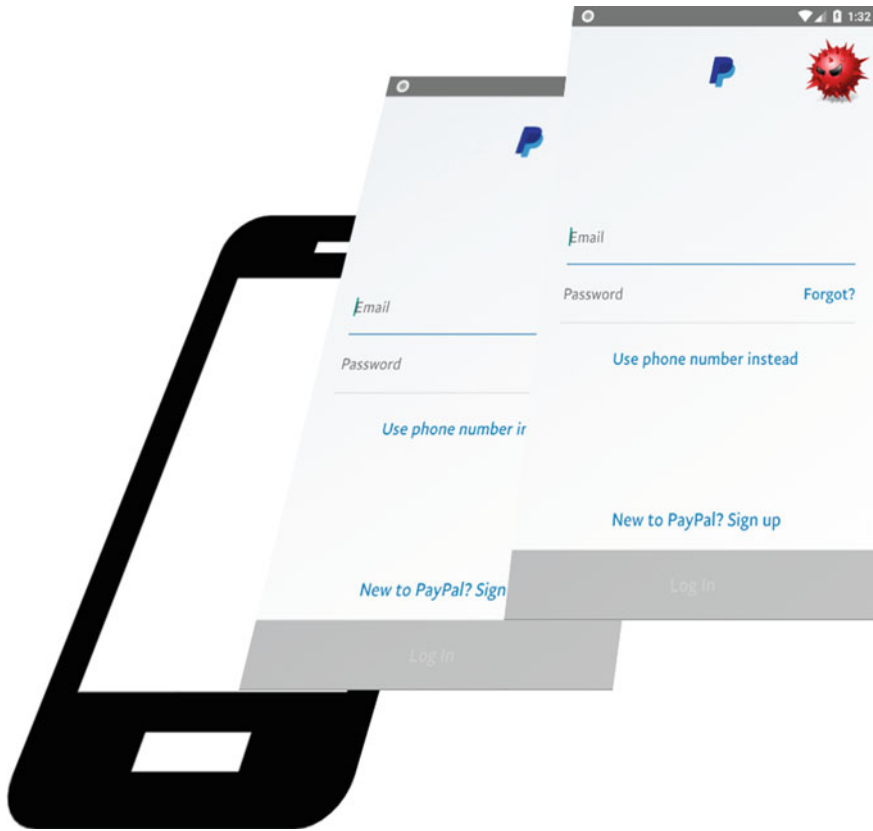 1:32
Email
Password Forgot?
Use phone number instead
New to PayPal? Sign up
Log In
Email
Password
Use phone number in
New to PayPal? Sign
Log In